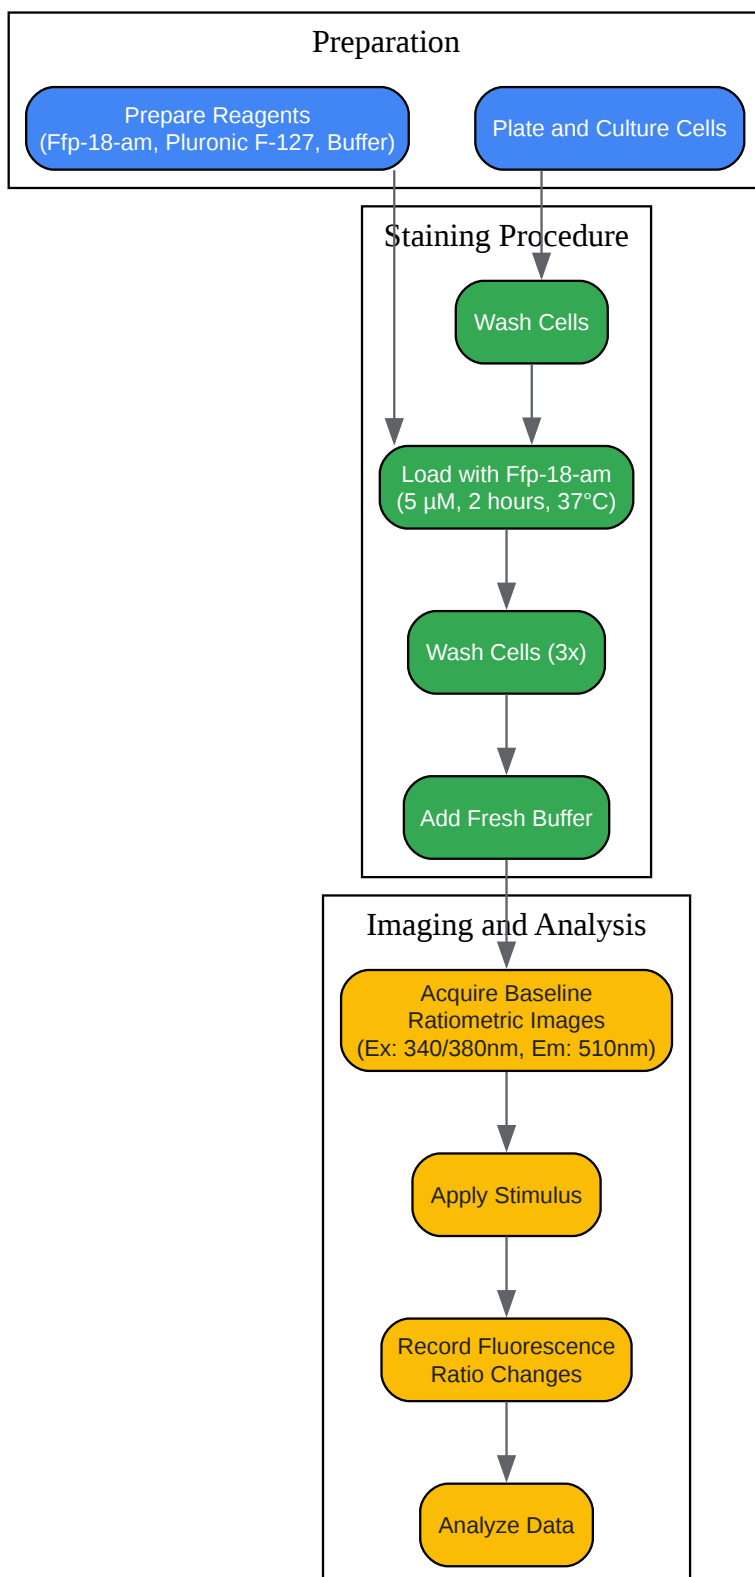 Preparation
Prepare Reagents
(Ffp-18-am, Pluronic F-127, Buffer)
Plate and Culture Cells
Staining Procedure
Wash Cells
Load with Ffp-18-am
(5 µM, 2 hours, 37°C)
Wash Cells (3x)
Add Fresh Buffer
Imaging and Analysis
Acquire Baseline
Ratiometric Images
(Ex: 340/380nm, Em: 510nm)
Apply Stimulus
Record Fluorescence
Ratio Changes
Analyze Data